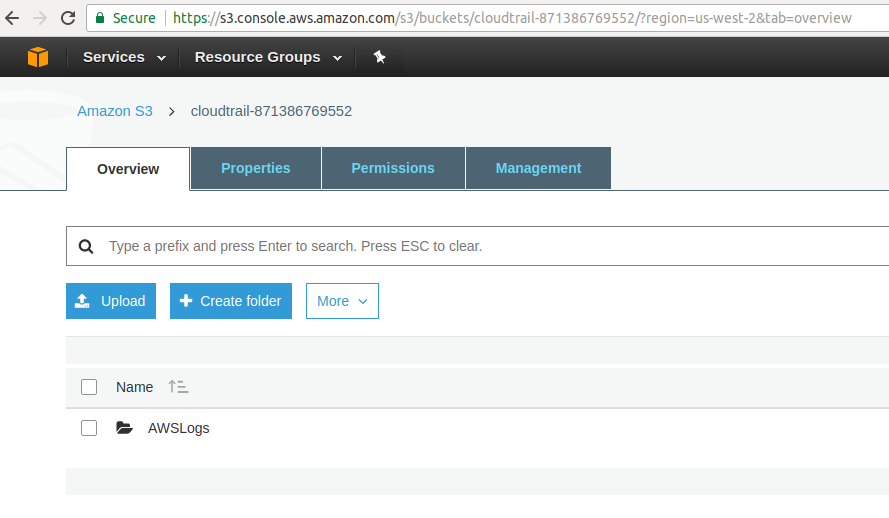 Secure https://s3.console.aws.amazon.com/s3/buckets/cloudtrail-871386769552/?region=us-west-2&tab=overview
Services Resource Groups
Amazon S3 > cloudtrail-871386769552
Overview Properties Permissions Management
Type a prefix and press Enter to search. Press ESC to clear.
Upload Create folder More
Name
AWSLogs